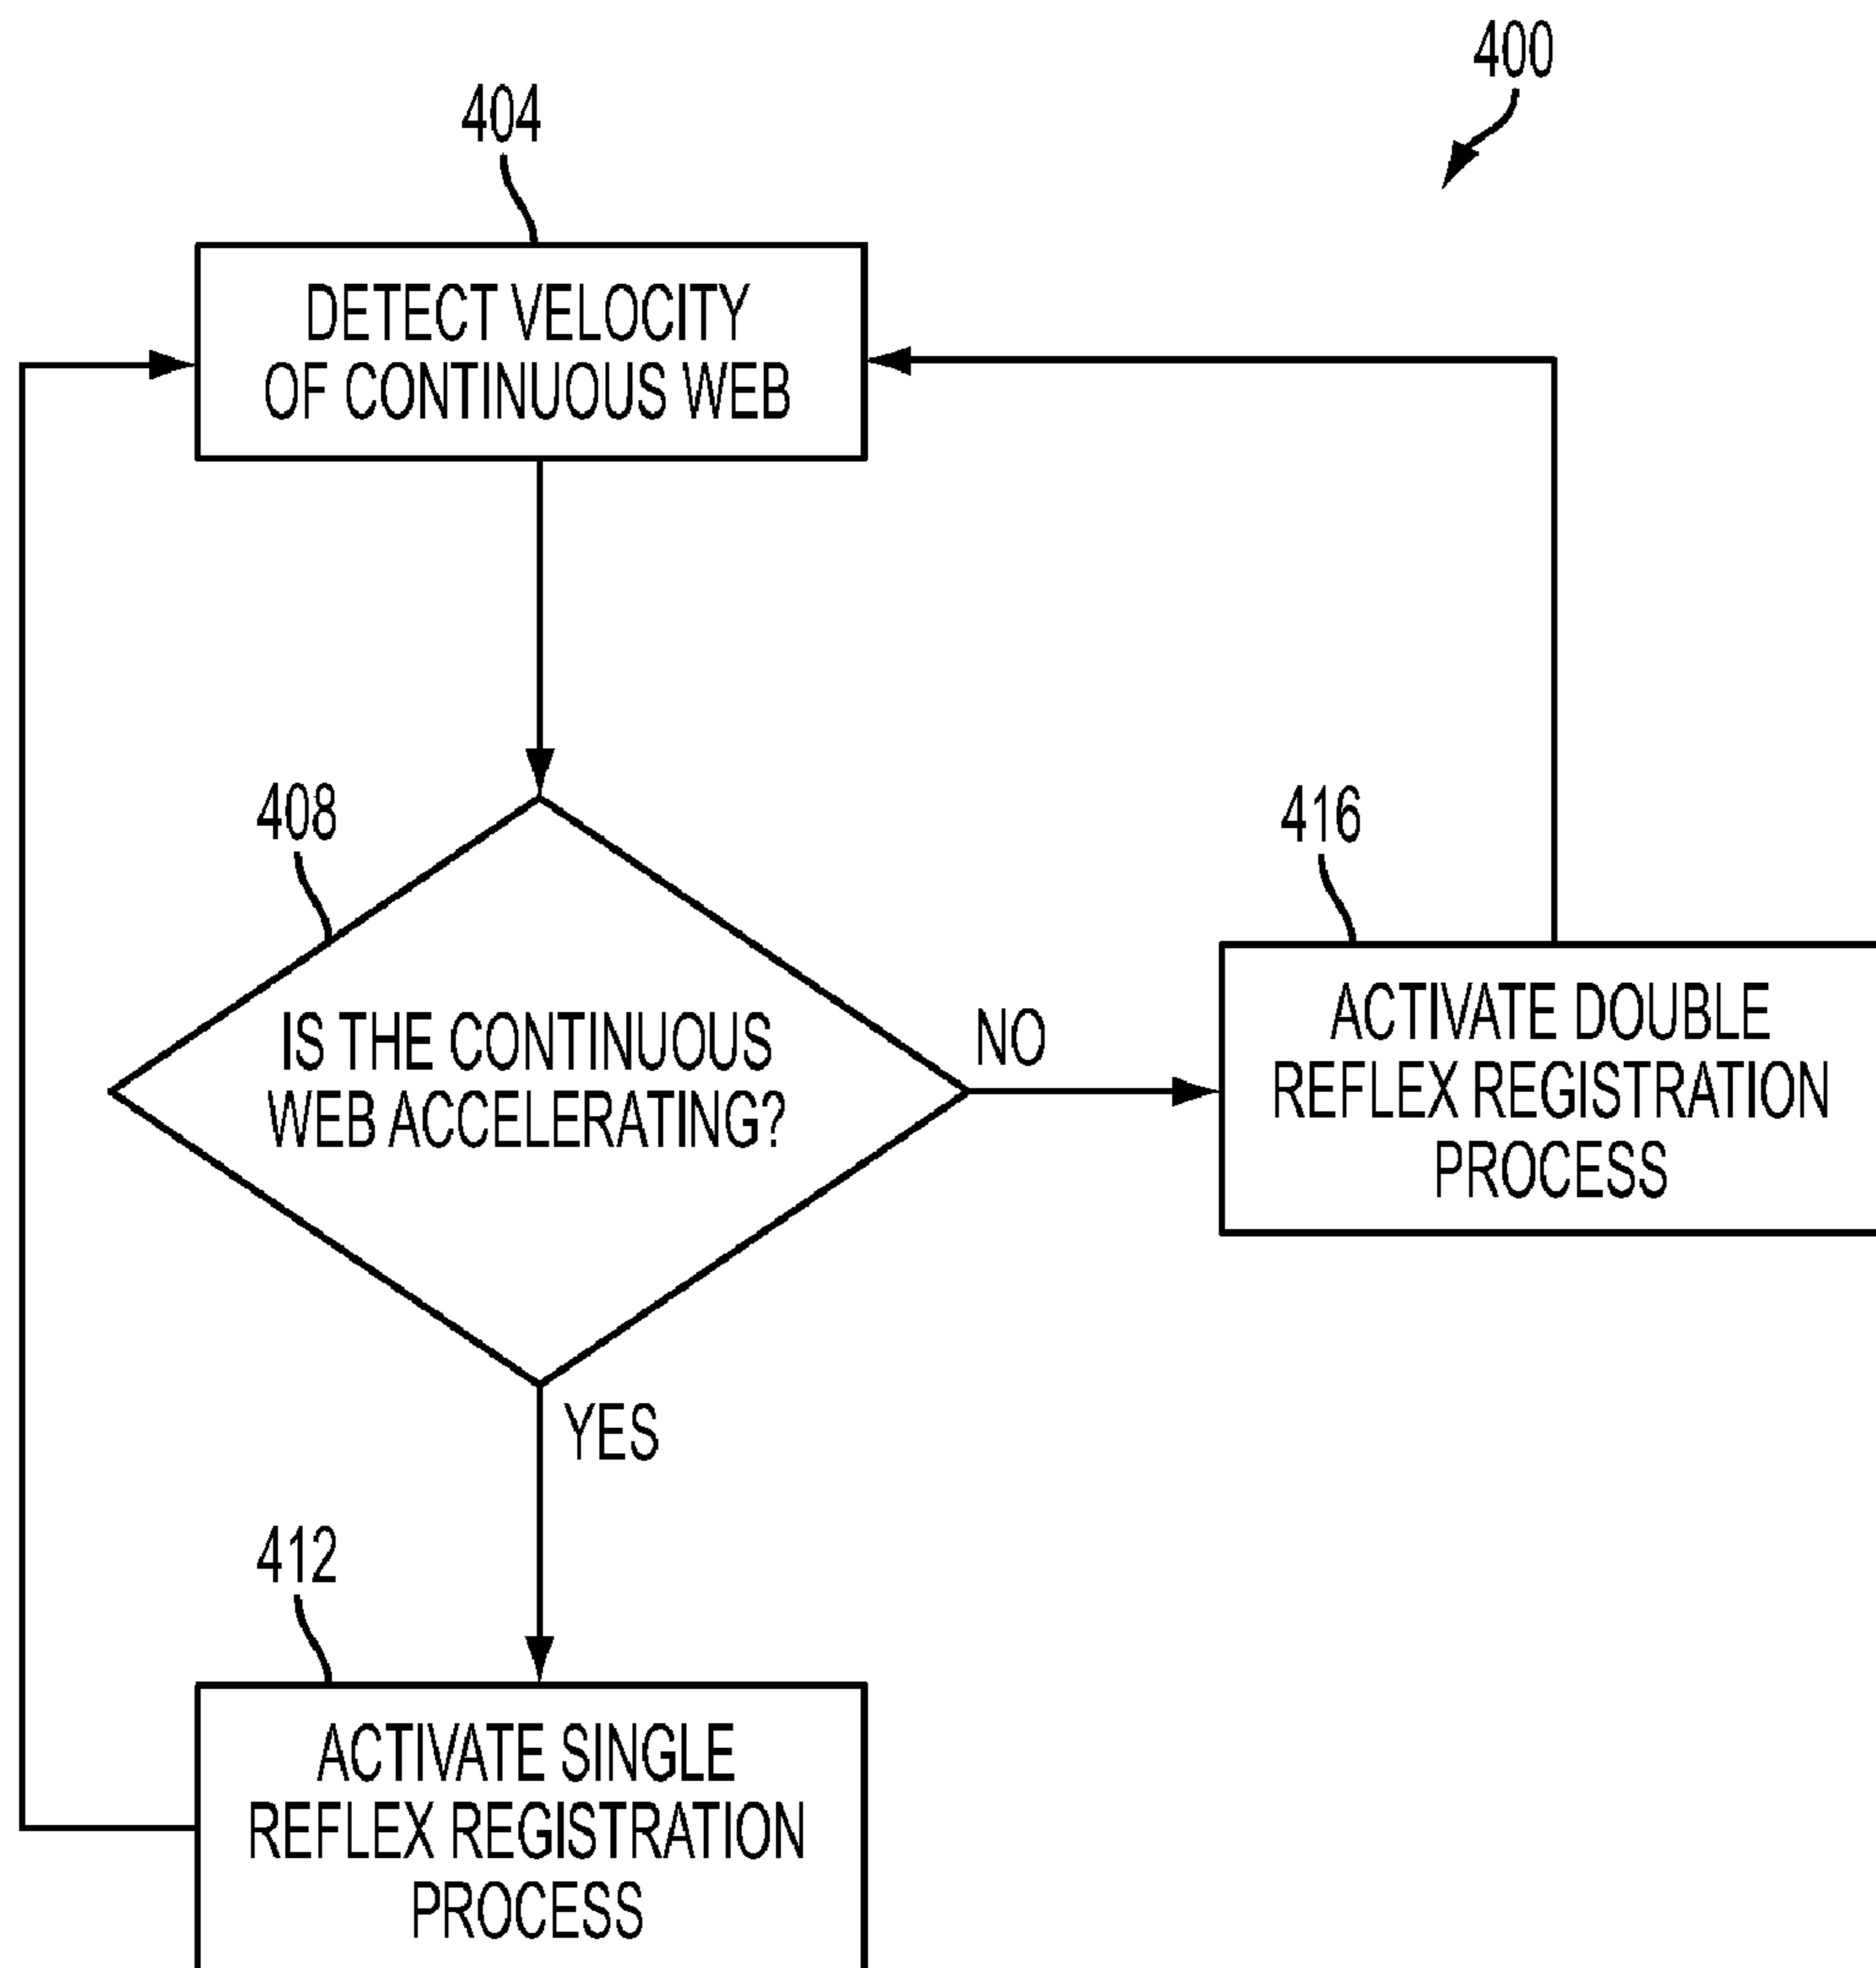 400
404
DETECT VELOCITY
OF CONTINUOUS WEB
408
IS THE CONTINUOUS
WEB ACCELERATING?
NO
416
ACTIVATE DOUBLE
REFLEX REGISTRATION
PROCESS
YES
412
ACTIVATE SINGLE
REFLEX REGISTRATION
PROCESS